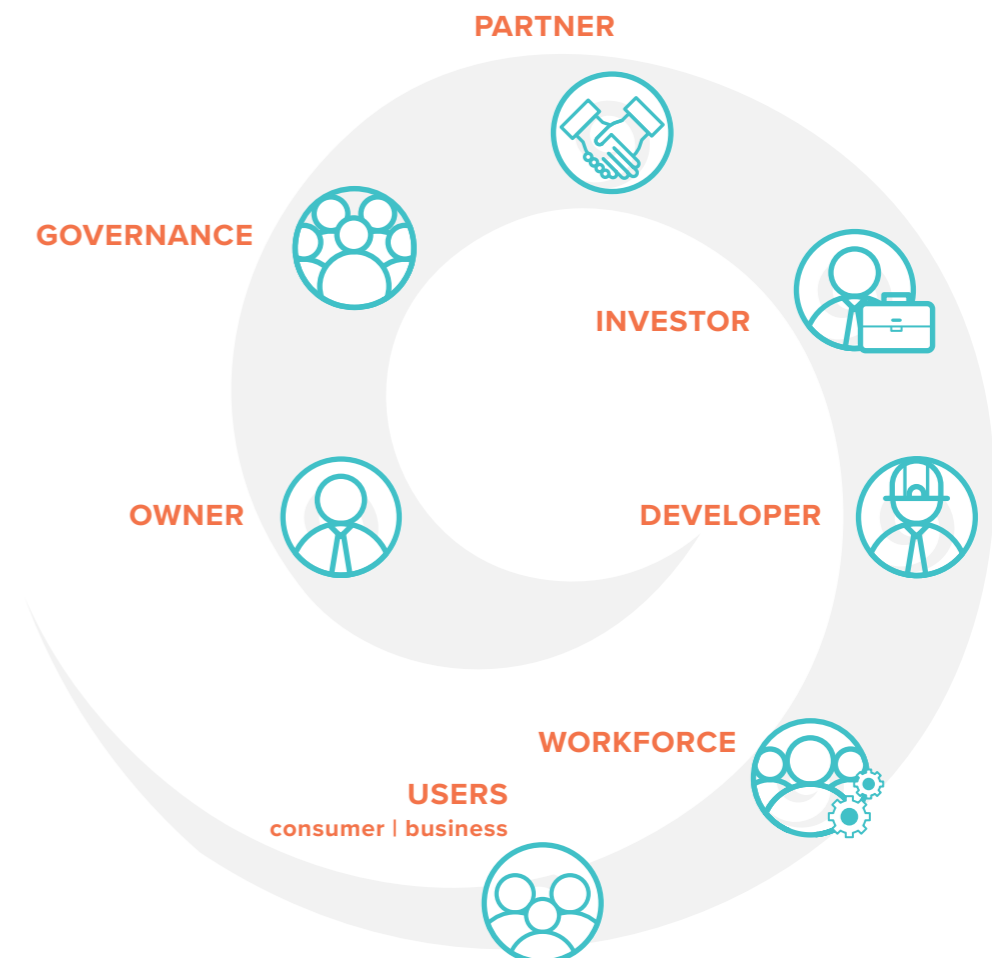 PARTNER
GOVERNANCE
INVESTOR
OWNER
DEVELOPER
WORKFORCE
USERS
consumer | business